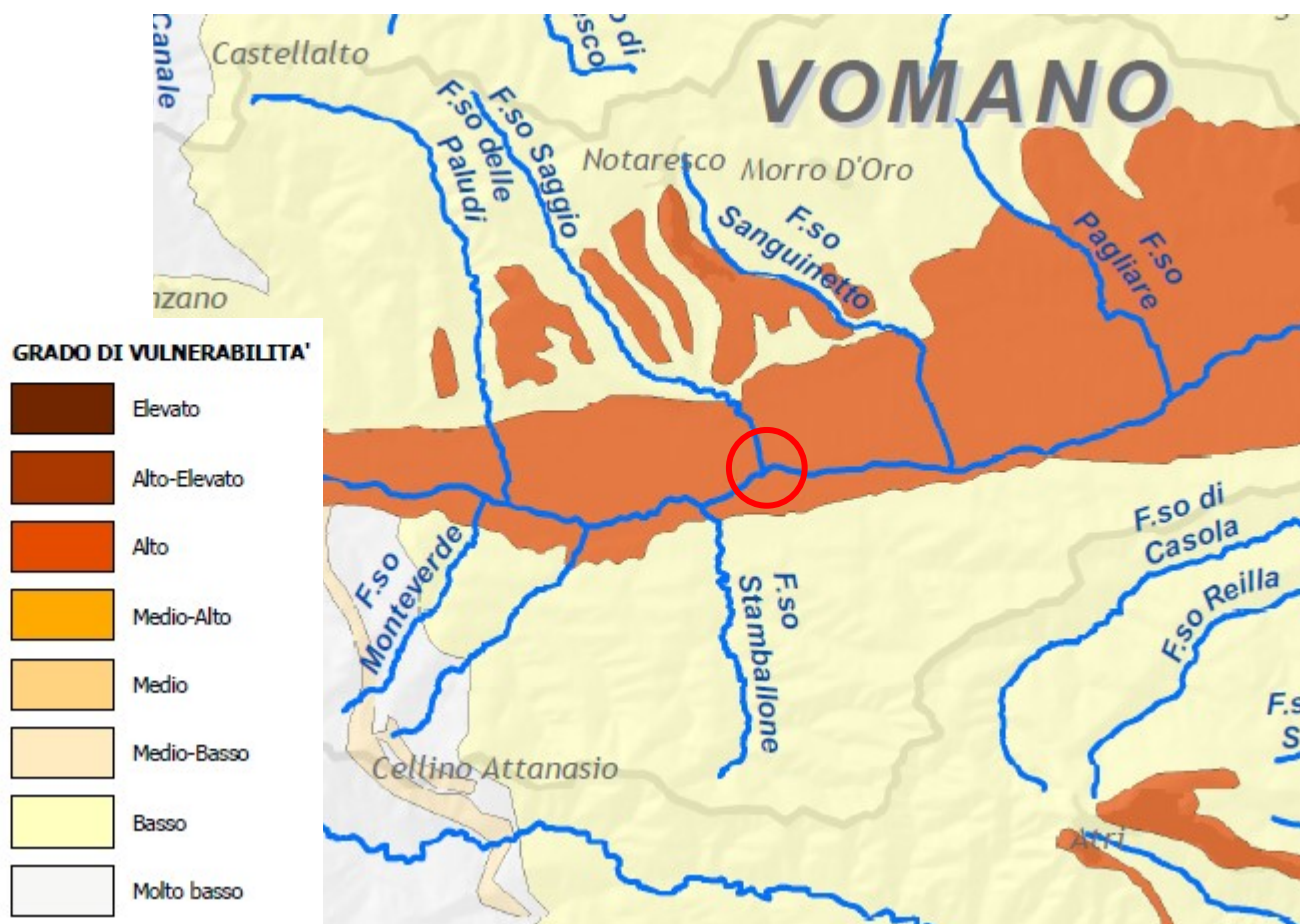 Canale
Castellalto
esco
o di
VOMANO
F.so delle
Paludi
F.so Saggio
Notaresco
Morro D'Oro
F.so
Sanguinetto
F.so
Pagliare
nzano
GRADO DI VULNERABILITA'
Elevato
Alto-Elevato
Alto
Medio-Alto
Medio
Medio-Basso
Basso
Molto basso
F.so
Monteverde
F.so
Stamballone
F.so di
Casola
F.so Reilla
F.s
S
Cellino Attanasio
Atri